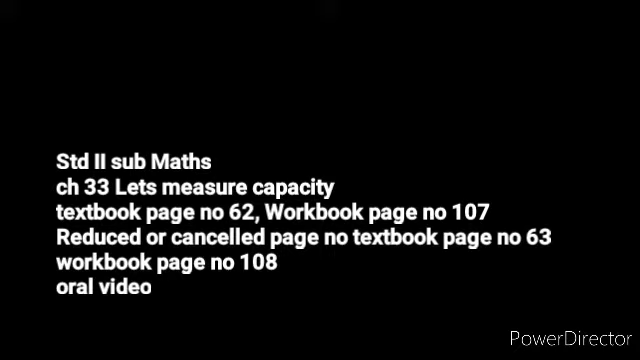 Std II sub Maths
ch 33 Lets measure capacity
textbook page no 62, Workbook page no 107
Reduced or cancelled page no textbook page no 63
workbook page no 108
oral video
PowerDirector